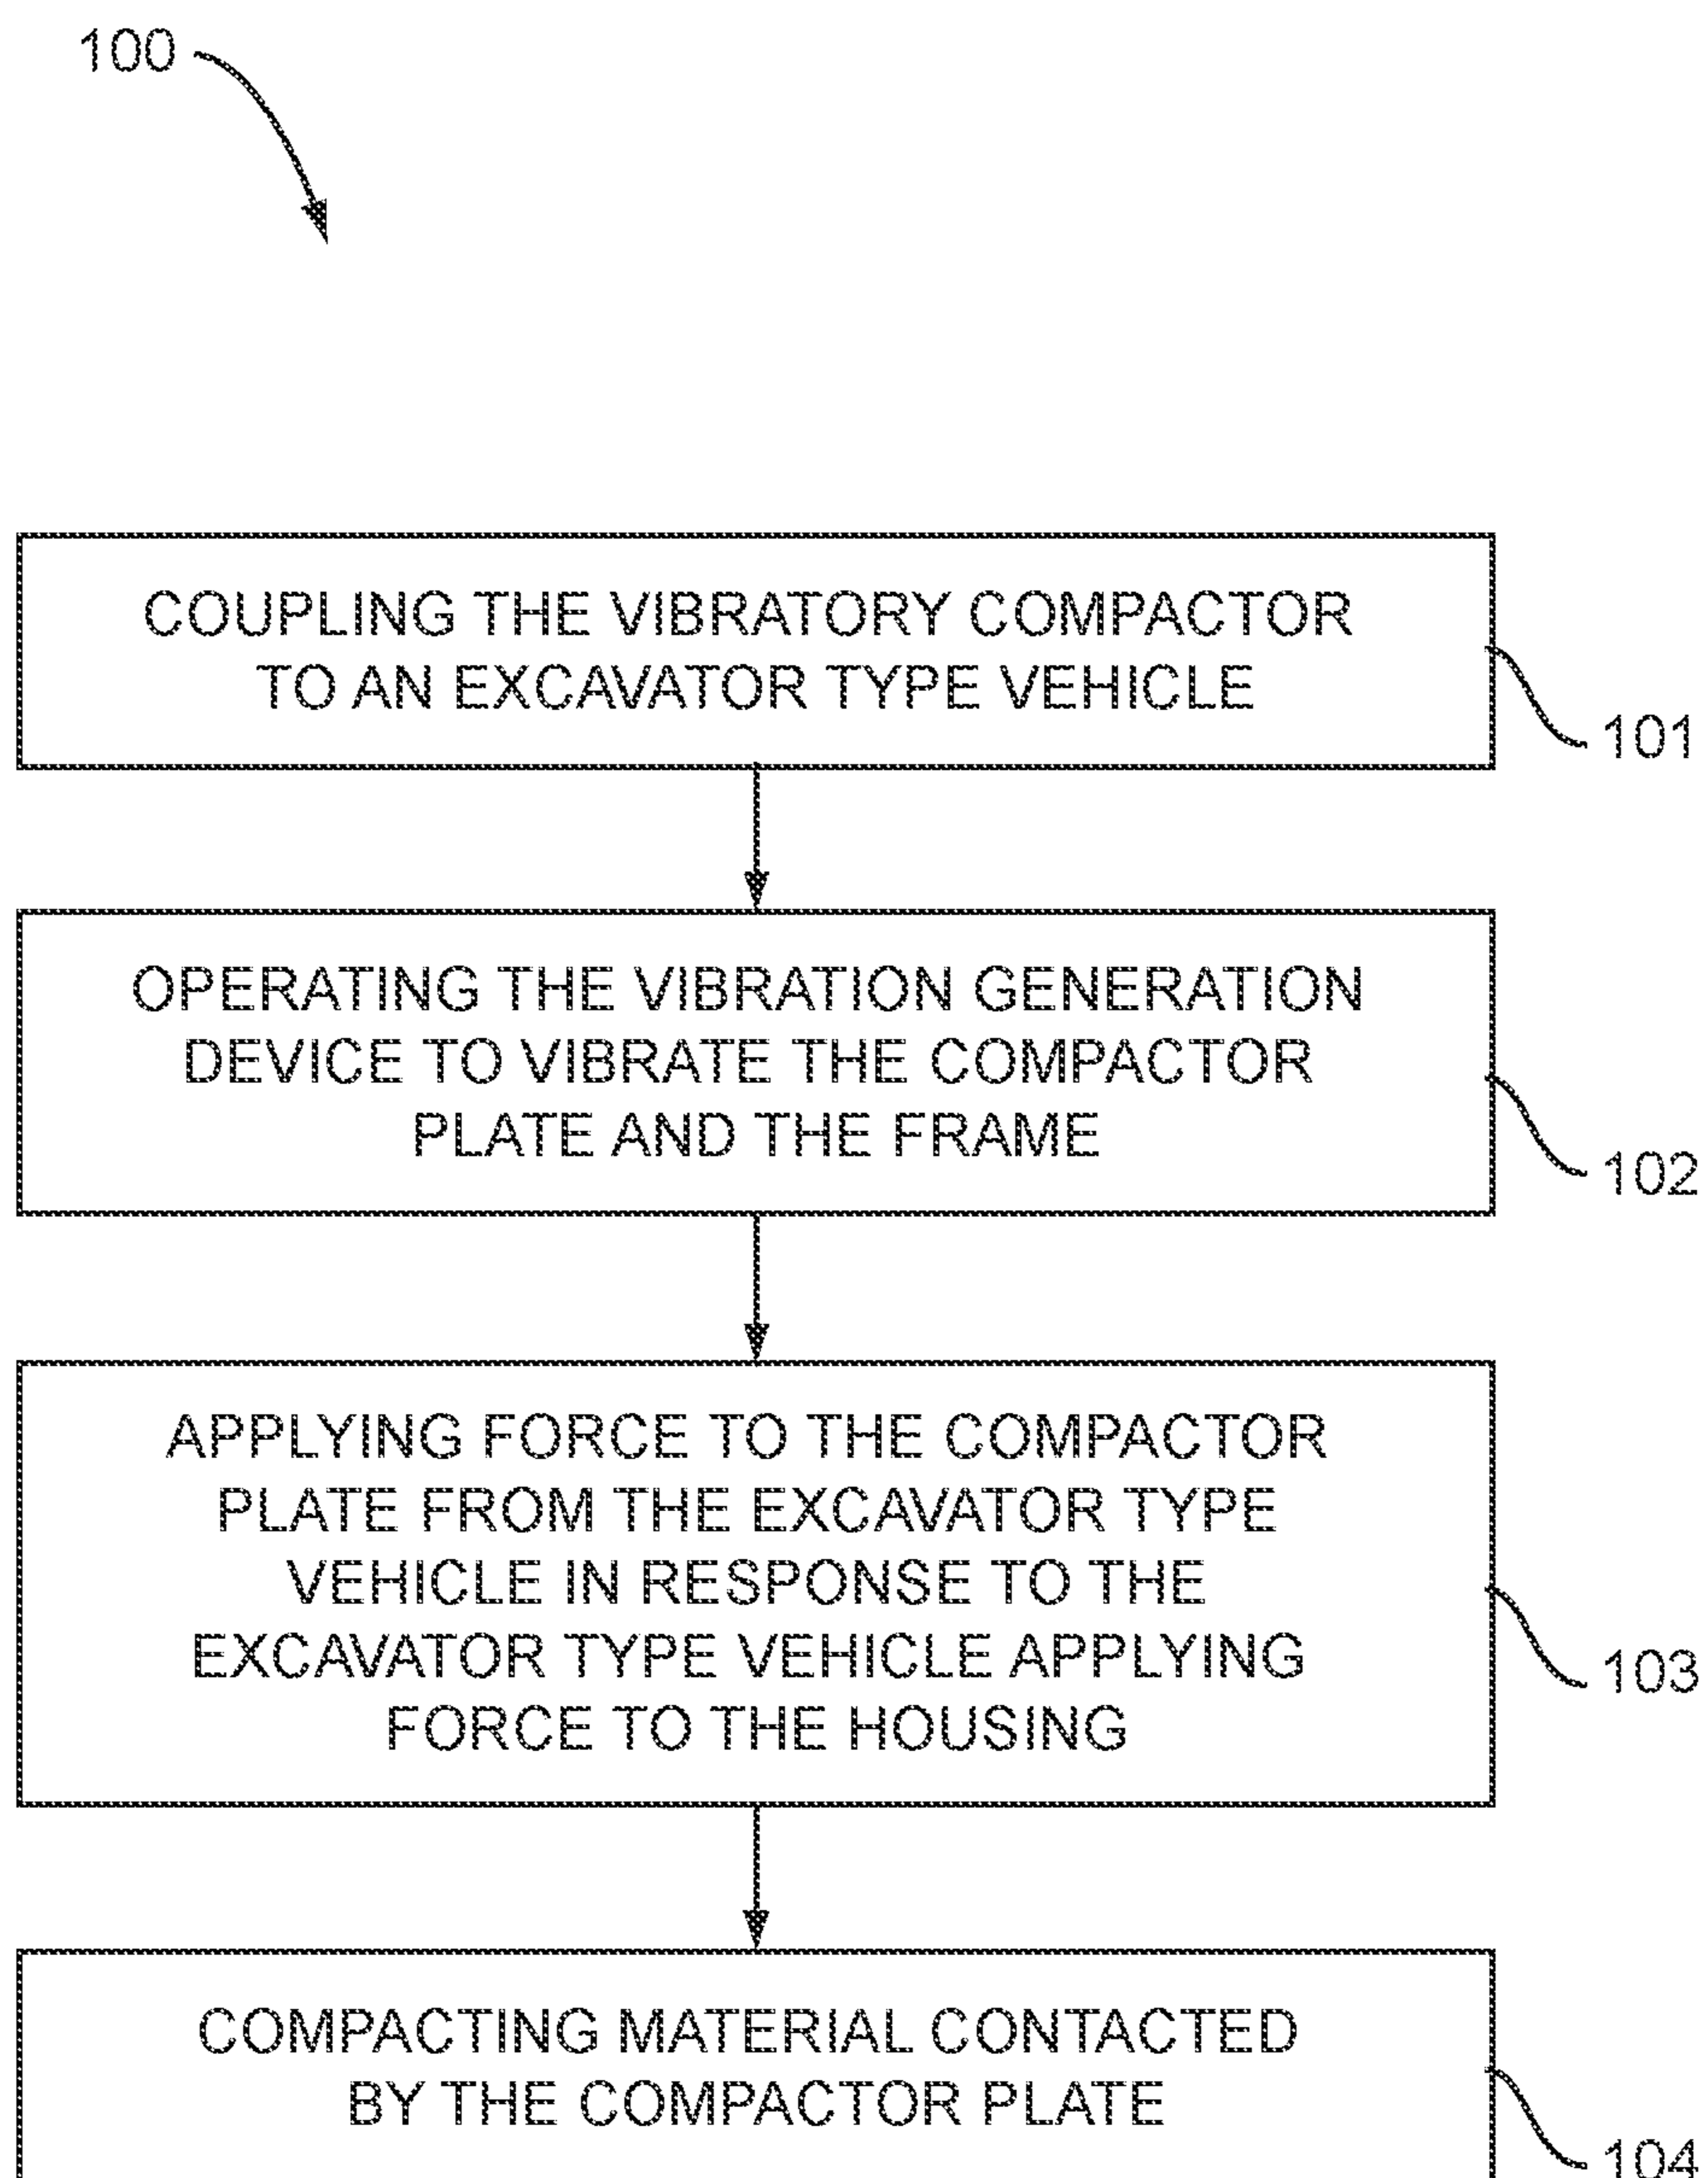 100
COUPLING THE VIBRATORY COMPACTOR
TO AN EXCAVATOR TYPE VEHICLE
101
OPERATING THE VIBRATION GENERATION
DEVICE TO VIBRATE THE COMPACTOR
PLATE AND THE FRAME
102
APPLYING FORCE TO THE COMPACTOR
PLATE FROM THE EXCAVATOR TYPE
VEHICLE IN RESPONSE TO THE
EXCAVATOR TYPE VEHICLE APPLYING
FORCE TO THE HOUSING
103
COMPACTING MATERIAL CONTACTED
BY THE COMPACTOR PLATE
104